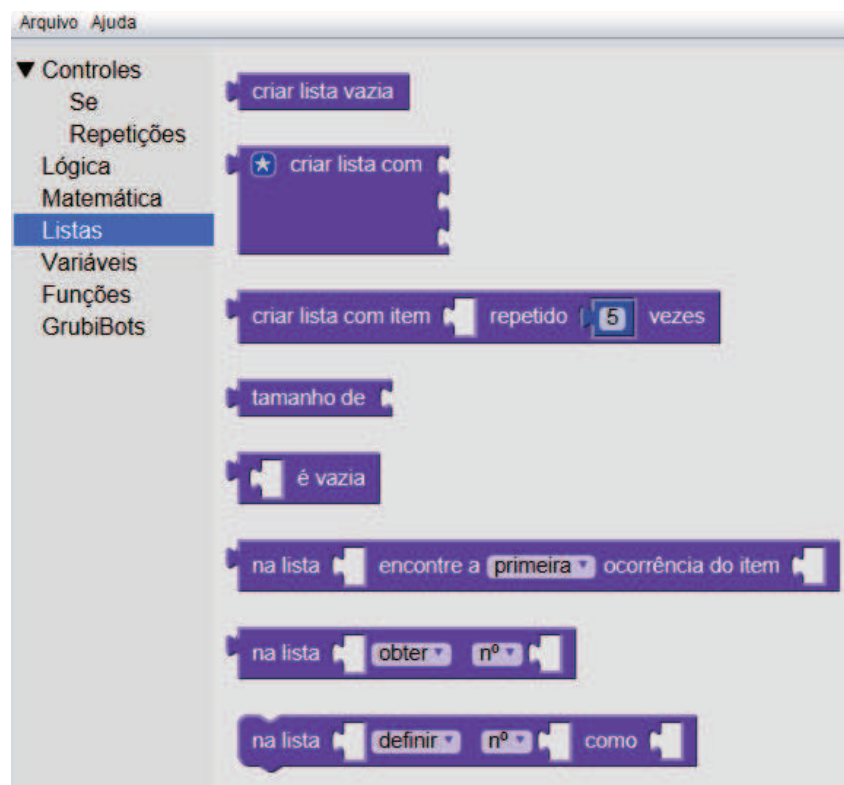 Arquivo Ajuda
▼ Controles
Se
Repetições
Lógica
Matemática
Listas
Variáveis
Funções
GrubiBots
criar lista vazia
criar lista com
criar lista com item repetido 5 vezes
tamanho de
é vazia
na lista encontre a primeira ocorrência do item
na lista obter nº
na lista definir nº como